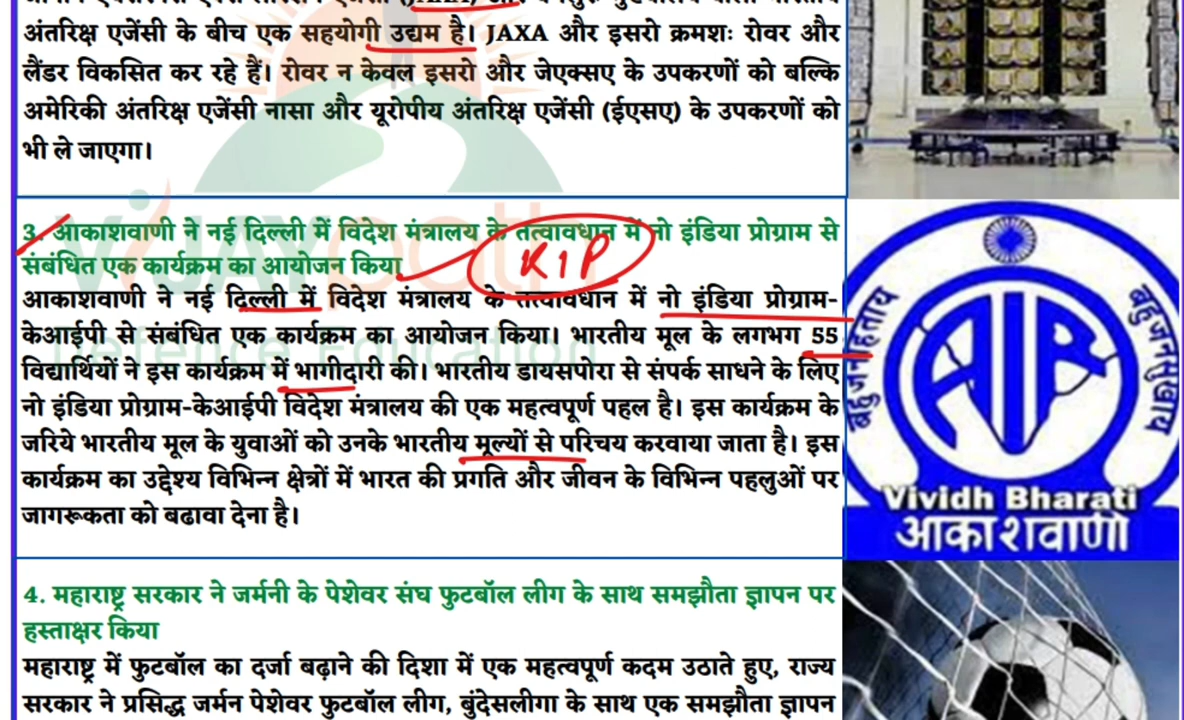 अंतरिक्ष एजेंसी के बीच एक सहयोगी उद्यम है। JAXA और इसरो क्रमशः रोवर और
लैंडर विकसित कर रहे हैं। रोवर न केवल इसरो और जेएक्सए के उपकरणों को बल्कि
अमेरिकी अंतरिक्ष एजेंसी नासा और यूरोपीय अंतरिक्ष एजेंसी (ईएसए) के उपकरणों को
भी ले जाएगा।
3. आकाशवाणी ने नई दिल्ली में विदेश मंत्रालय के तत्वावधान में नो इंडिया प्रोग्राम से
संबंधित एक कार्यक्रम का आयोजन किया
KIP
आकाशवाणी ने नई दिल्ली में विदेश मंत्रालय के तत्वावधान में नो इंडिया प्रोग्राम-
केआईपी से संबंधित एक कार्यक्रम का आयोजन किया। भारतीय मूल के लगभग 55
विद्यार्थियों ने इस कार्यक्रम में भागीदारी की। भारतीय डायसपोरा से संपर्क साधने के लिए
नो इंडिया प्रोग्राम-केआईपी विदेश मंत्रालय की एक महत्वपूर्ण पहल है। इस कार्यक्रम के
जरिये भारतीय मूल के युवाओं को उनके भारतीय मूल्यों से परिचय करवाया जाता है। इस
कार्यक्रम का उद्देश्य विभिन्न क्षेत्रों में भारत की प्रगति और जीवन के विभिन्न पहलुओं पर
जागरूकता को बढावा देना है।
बहुजनहिताय
बहुजनसुखाय
AIR
Vividh Bharati
आकाशवाणी
4. महाराष्ट्र सरकार ने जर्मनी के पेशेवर संघ फुटबॉल लीग के साथ समझौता ज्ञापन पर
हस्ताक्षर किया
महाराष्ट्र में फुटबॉल का दर्जा बढ़ाने की दिशा में एक महत्वपूर्ण कदम उठाते हुए, राज्य
सरकार ने प्रसिद्ध जर्मन पेशेवर फुटबॉल लीग, बुंदेसलीगा के साथ एक समझौता ज्ञापन